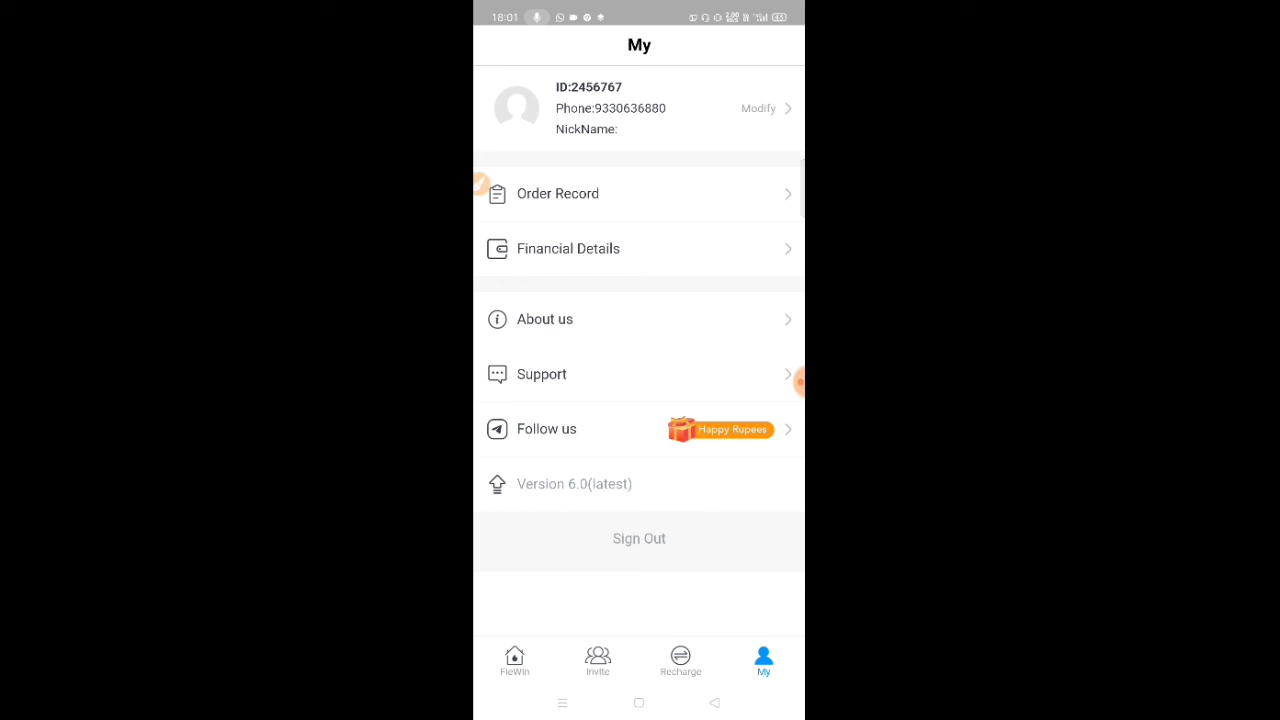 18:01
My
ID:2456767
Phone:9330636880
Modify
NickName:
Order Record
Financial Details
About us
Support
Follow us
Happy Rupees
Version 6.0(latest)
Sign Out
FieWin
Invite
Recharge
My